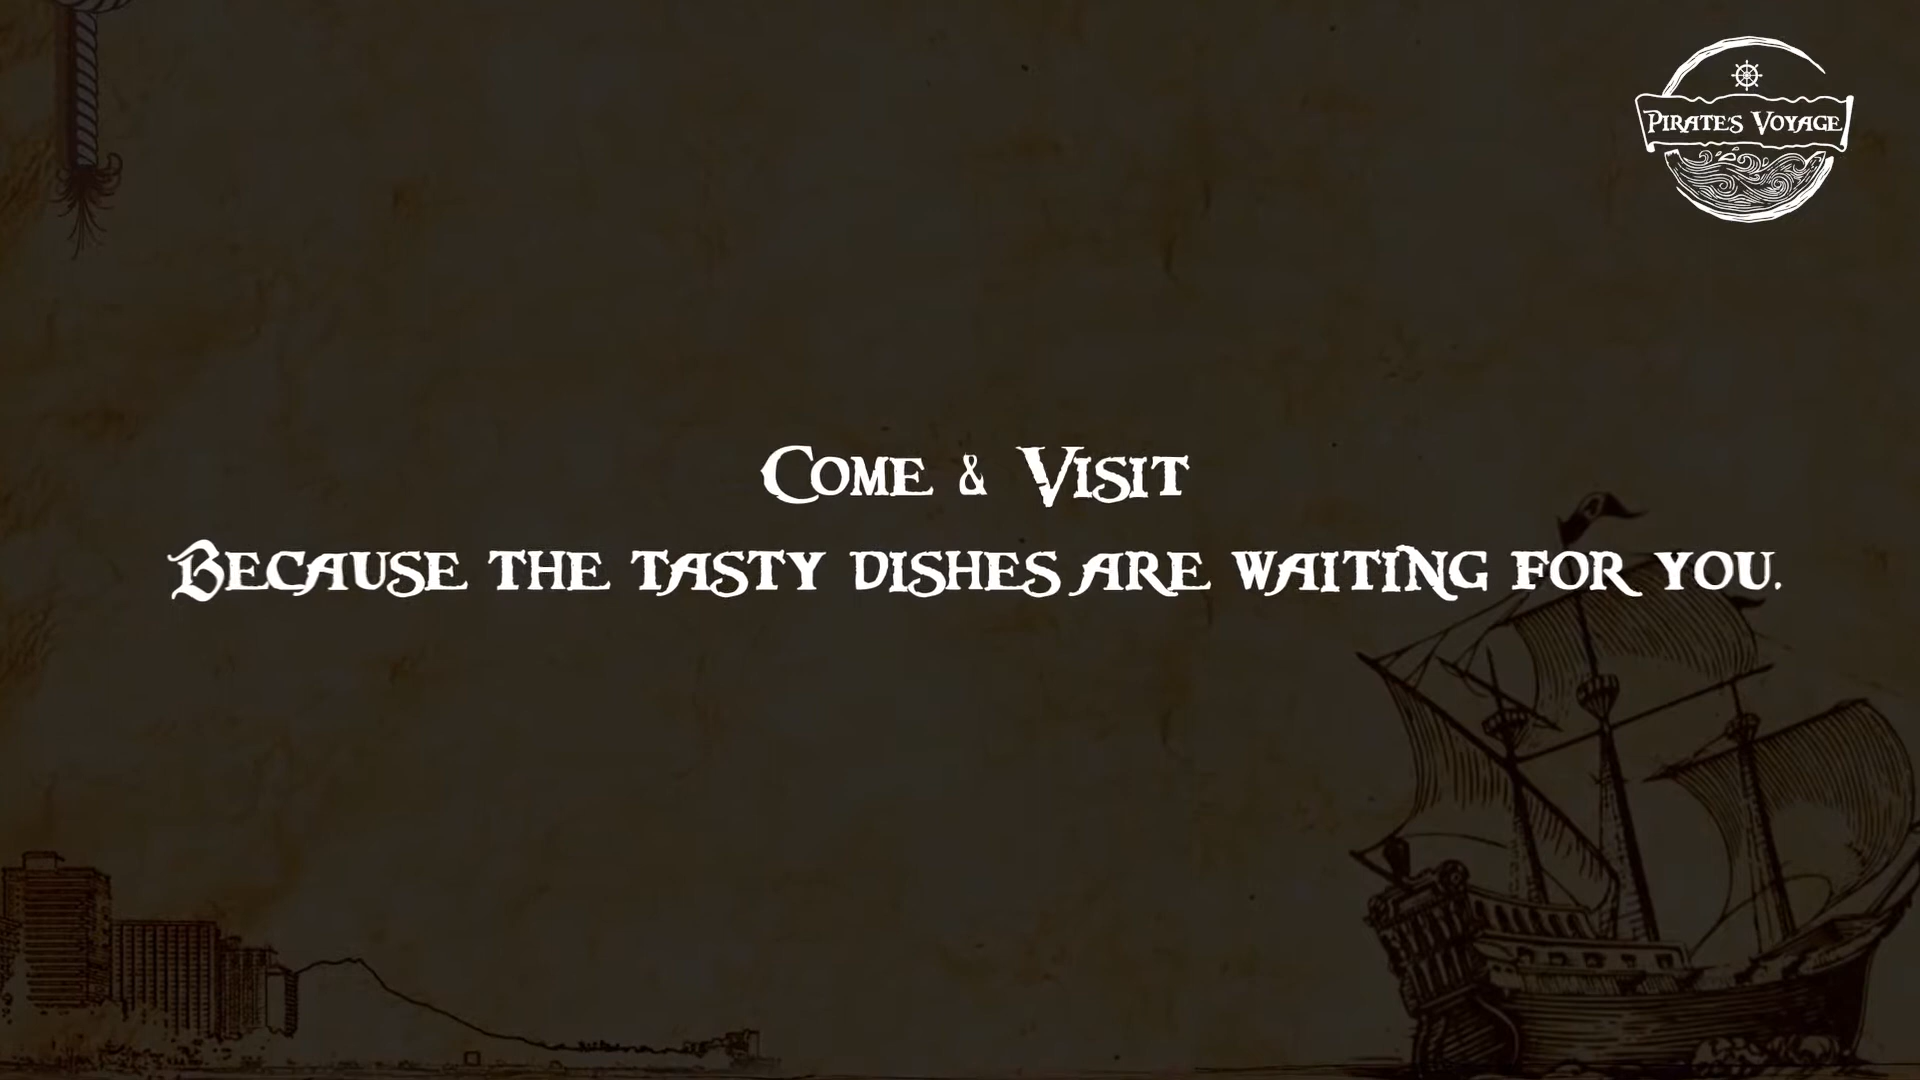 Pirate's Voyage
Come & Visit
Because the tasty dishes are waiting for you.